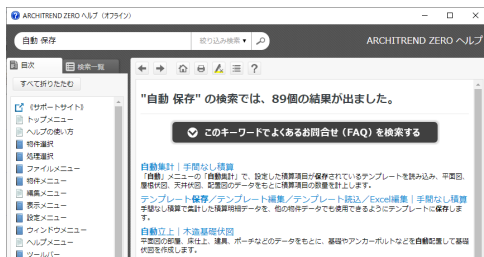 ARCHITREND ZERO ヘルプ (オフライン)
自動 保存
絞り込み検索▼
ARCHITREND ZERO ヘルプ
目次
検索一覧
すべて折りたたむ
《サポートサイト》
トップメニュー
ヘルプの使い方
物件選択
処理選択
ファイルメニュー
物件メニュー
編集メニュー
表示メニュー
設定メニュー
ウィンドウメニュー
ヘルプメニュー
ツールバー
"自動 保存" の検索では、89個の結果が出ました。
このキーワードでよくあるお問合せ（FAQ）を検索する
自動集計｜手間なし積算
「自動」メニューの「自動集計」で、設定した積算項目が保存されているテンプレートを読み込み、平面図、
屋根伏図、天井伏図、配置図のデータをもとに積算項目の数量を計上します。
テンプレート保存／テンプレート編集／テンプレート読込／Excel編集｜手間なし積算
手間なし積算で集計した積算明細データを、他の物件データでも使用できるようにテンプレートに保存しま
す。
自動立上｜木造基礎伏図
平面図の部屋、床仕上、建具、ポーチなどのデータをもとに、基礎やアンカーボルトなどを自動配置して基礎
伏図を作成します。